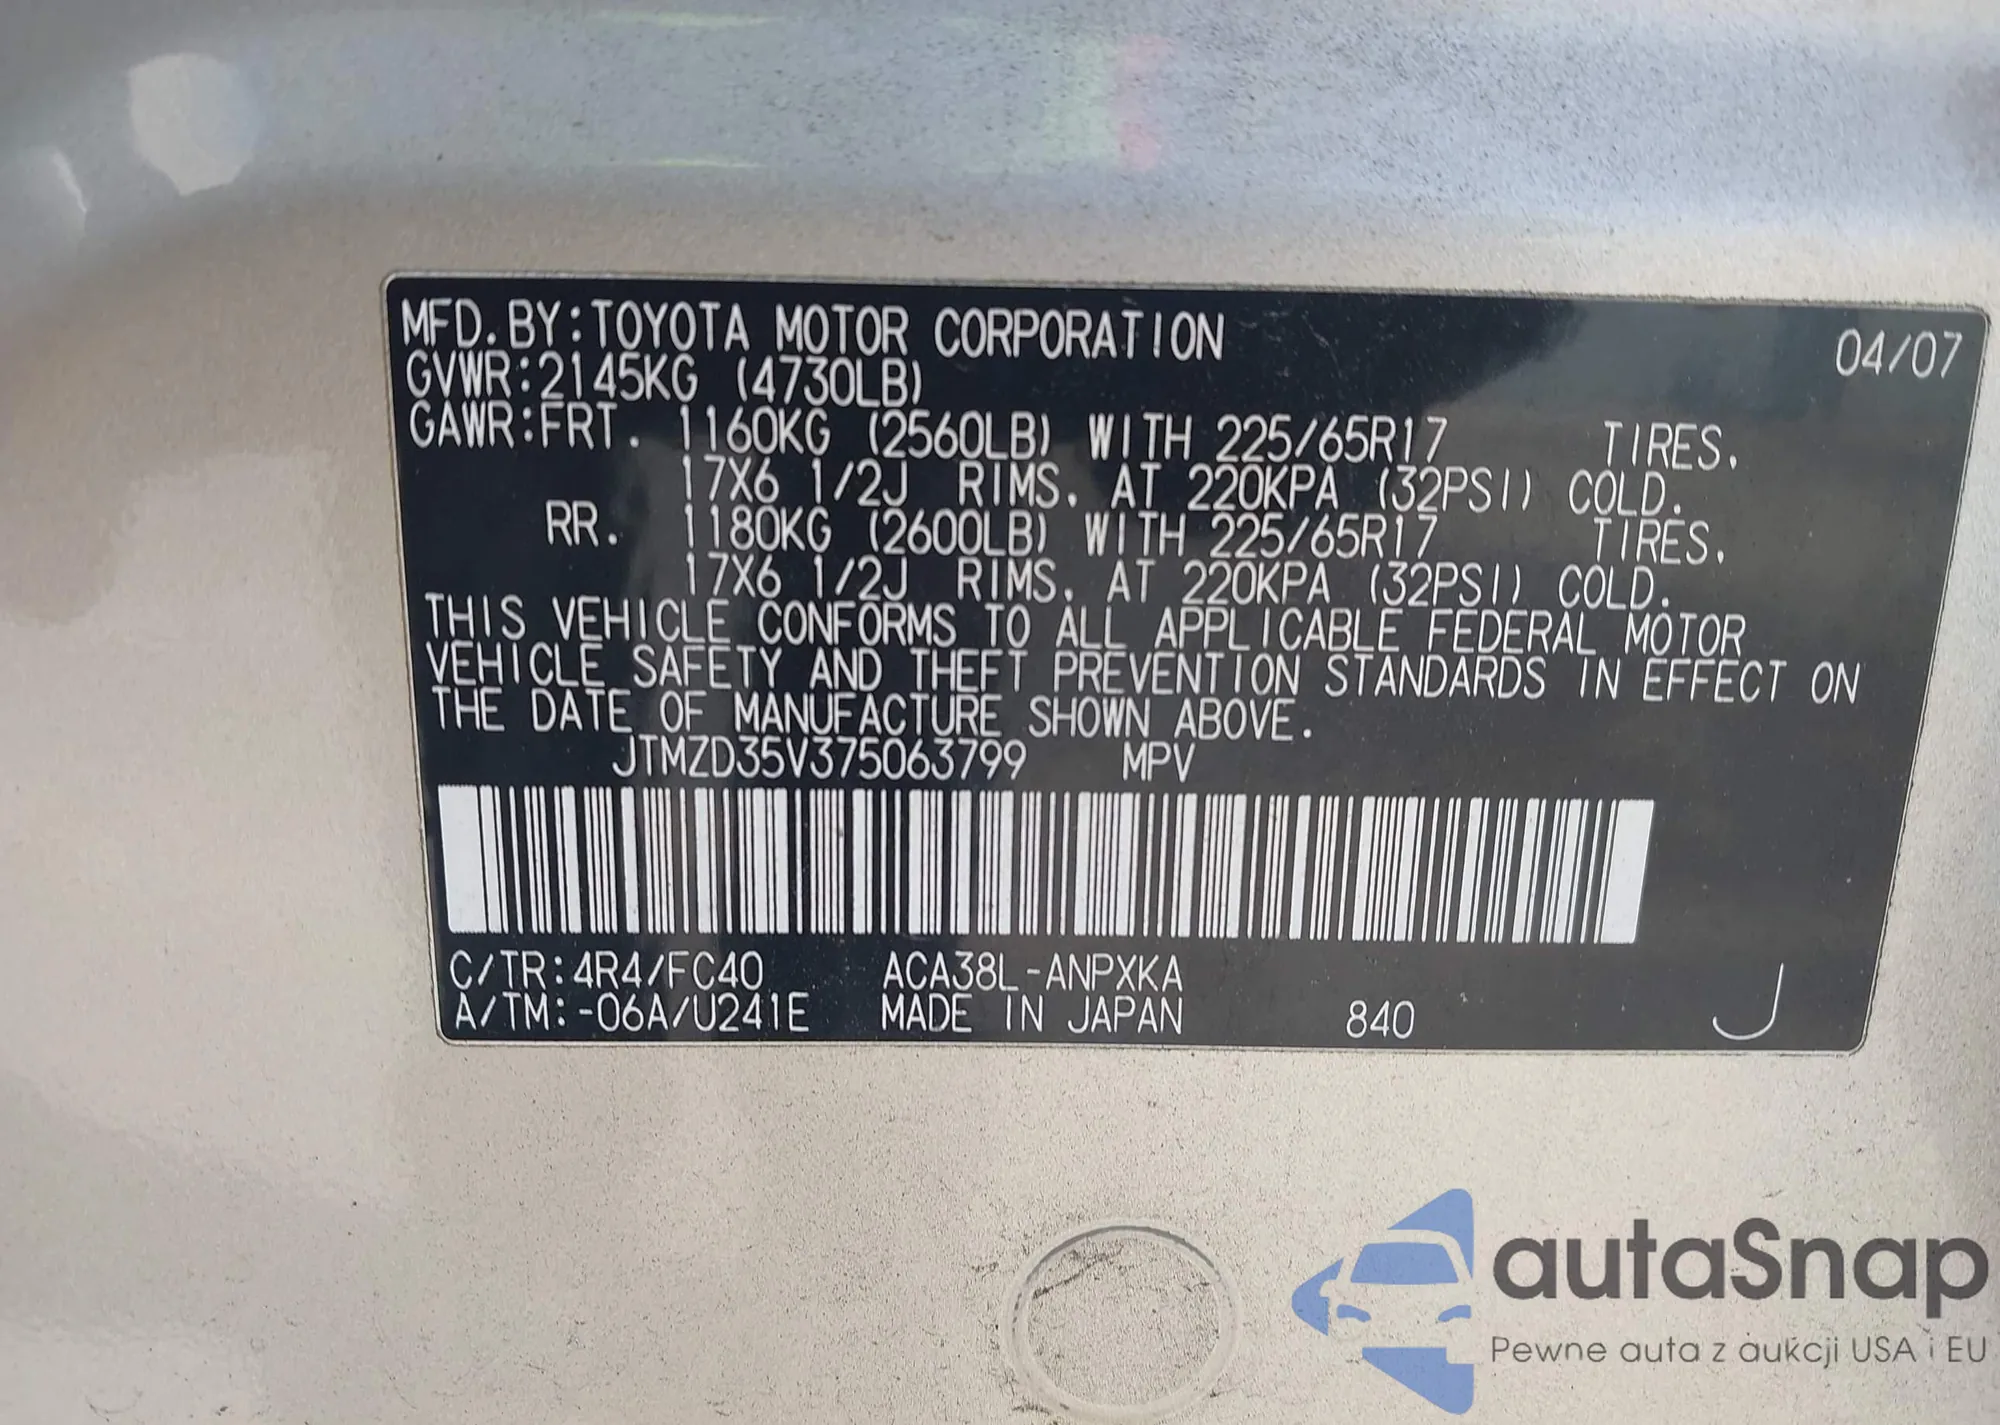 MFD.BY:TOYOTA MOTOR CORPORATION 04/07
GVWR:2145KG (4730LB)
GAWR:FRT. 1160KG (2560LB) WITH 225/65R17 TIRES.
17X6 1/2J RIMS. AT 220KPA (32PSI) COLD.
RR. 1180KG (2600LB) WITH 225/65R17 TIRES.
17X6 1/2J RIMS. AT 220KPA (32PSI) COLD.
THIS VEHICLE CONFORMS TO ALL APPLICABLE FEDERAL MOTOR
VEHICLE SAFETY AND THEFT PREVENTION STANDARDS IN EFFECT ON
THE DATE OF MANUFACTURE SHOWN ABOVE.
JTMZD35V375063799 MPV
C/TR:4R4/FC40 ACA38L-ANPXKA
A/TM:-06A/U241E MADE IN JAPAN 840 J
autaSnap
Pewne auta z aukcji USA i EU